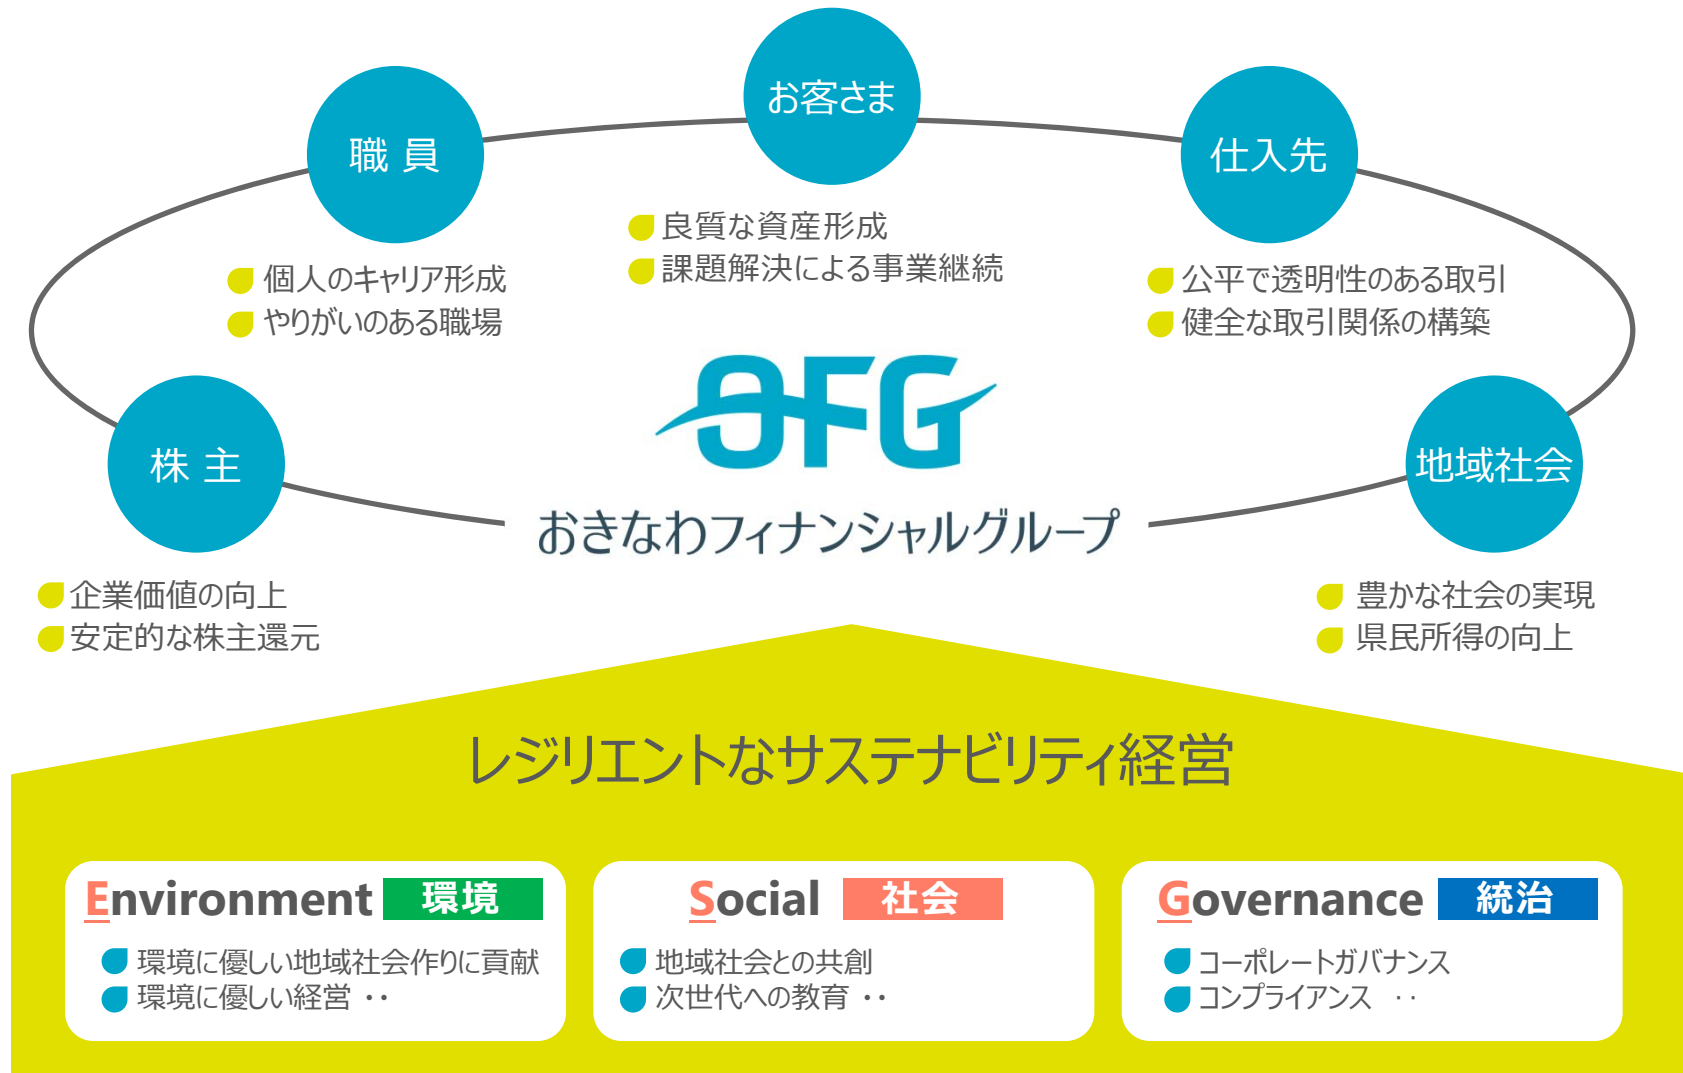 お客さま
良質な資産形成
課題解決による事業継続
職 員
個人のキャリア形成
やりがいのある職場
仕入先
公平で透明性のある取引
健全な取引関係の構築
株 主
企業価値の向上
安定的な株主還元
地域社会
豊かな社会の実現
県民所得の向上
OFG
おきなわフィナンシャルグループ
レジリエントなサステナビリティ経営
Environment 環境
環境に優しい地域社会作りに貢献
環境に優しい経営 ・・
Social 社会
地域社会との共創
次世代への教育 ・・
Governance 統治
コーポレートガバナンス
コンプライアンス ・・